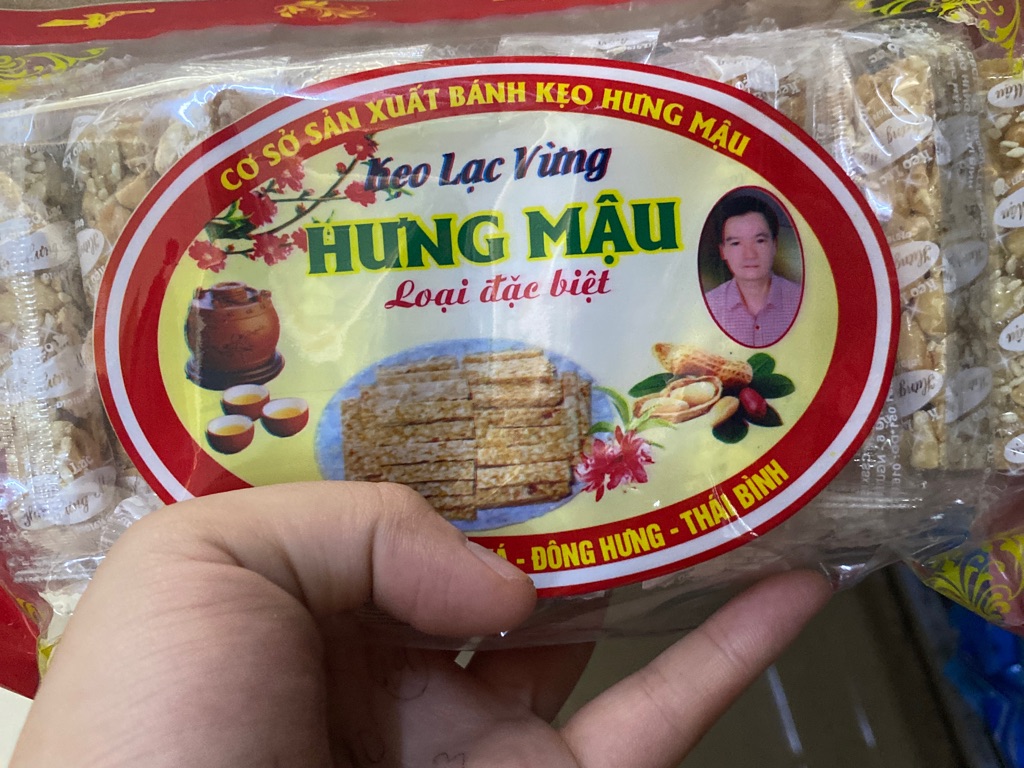 CƠ SỞ SẢN XUẤT BÁNH KẸO HƯNG MẬU
Kẹo Lạc Vừng
HƯNG MẬU
Loại đặc biệt
- ĐÔNG HƯNG - THÁI BÌNH